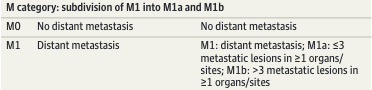 M category: subdivision of M1 into M1a and M1b
M0 No distant metastasis No distant metastasis
M1 Distant metastasis M1: distant metastasis; M1a: ≤3
metastatic lesions in ≥1 organs/
sites; M1b: >3 metastatic lesions in
≥1 organs/sites